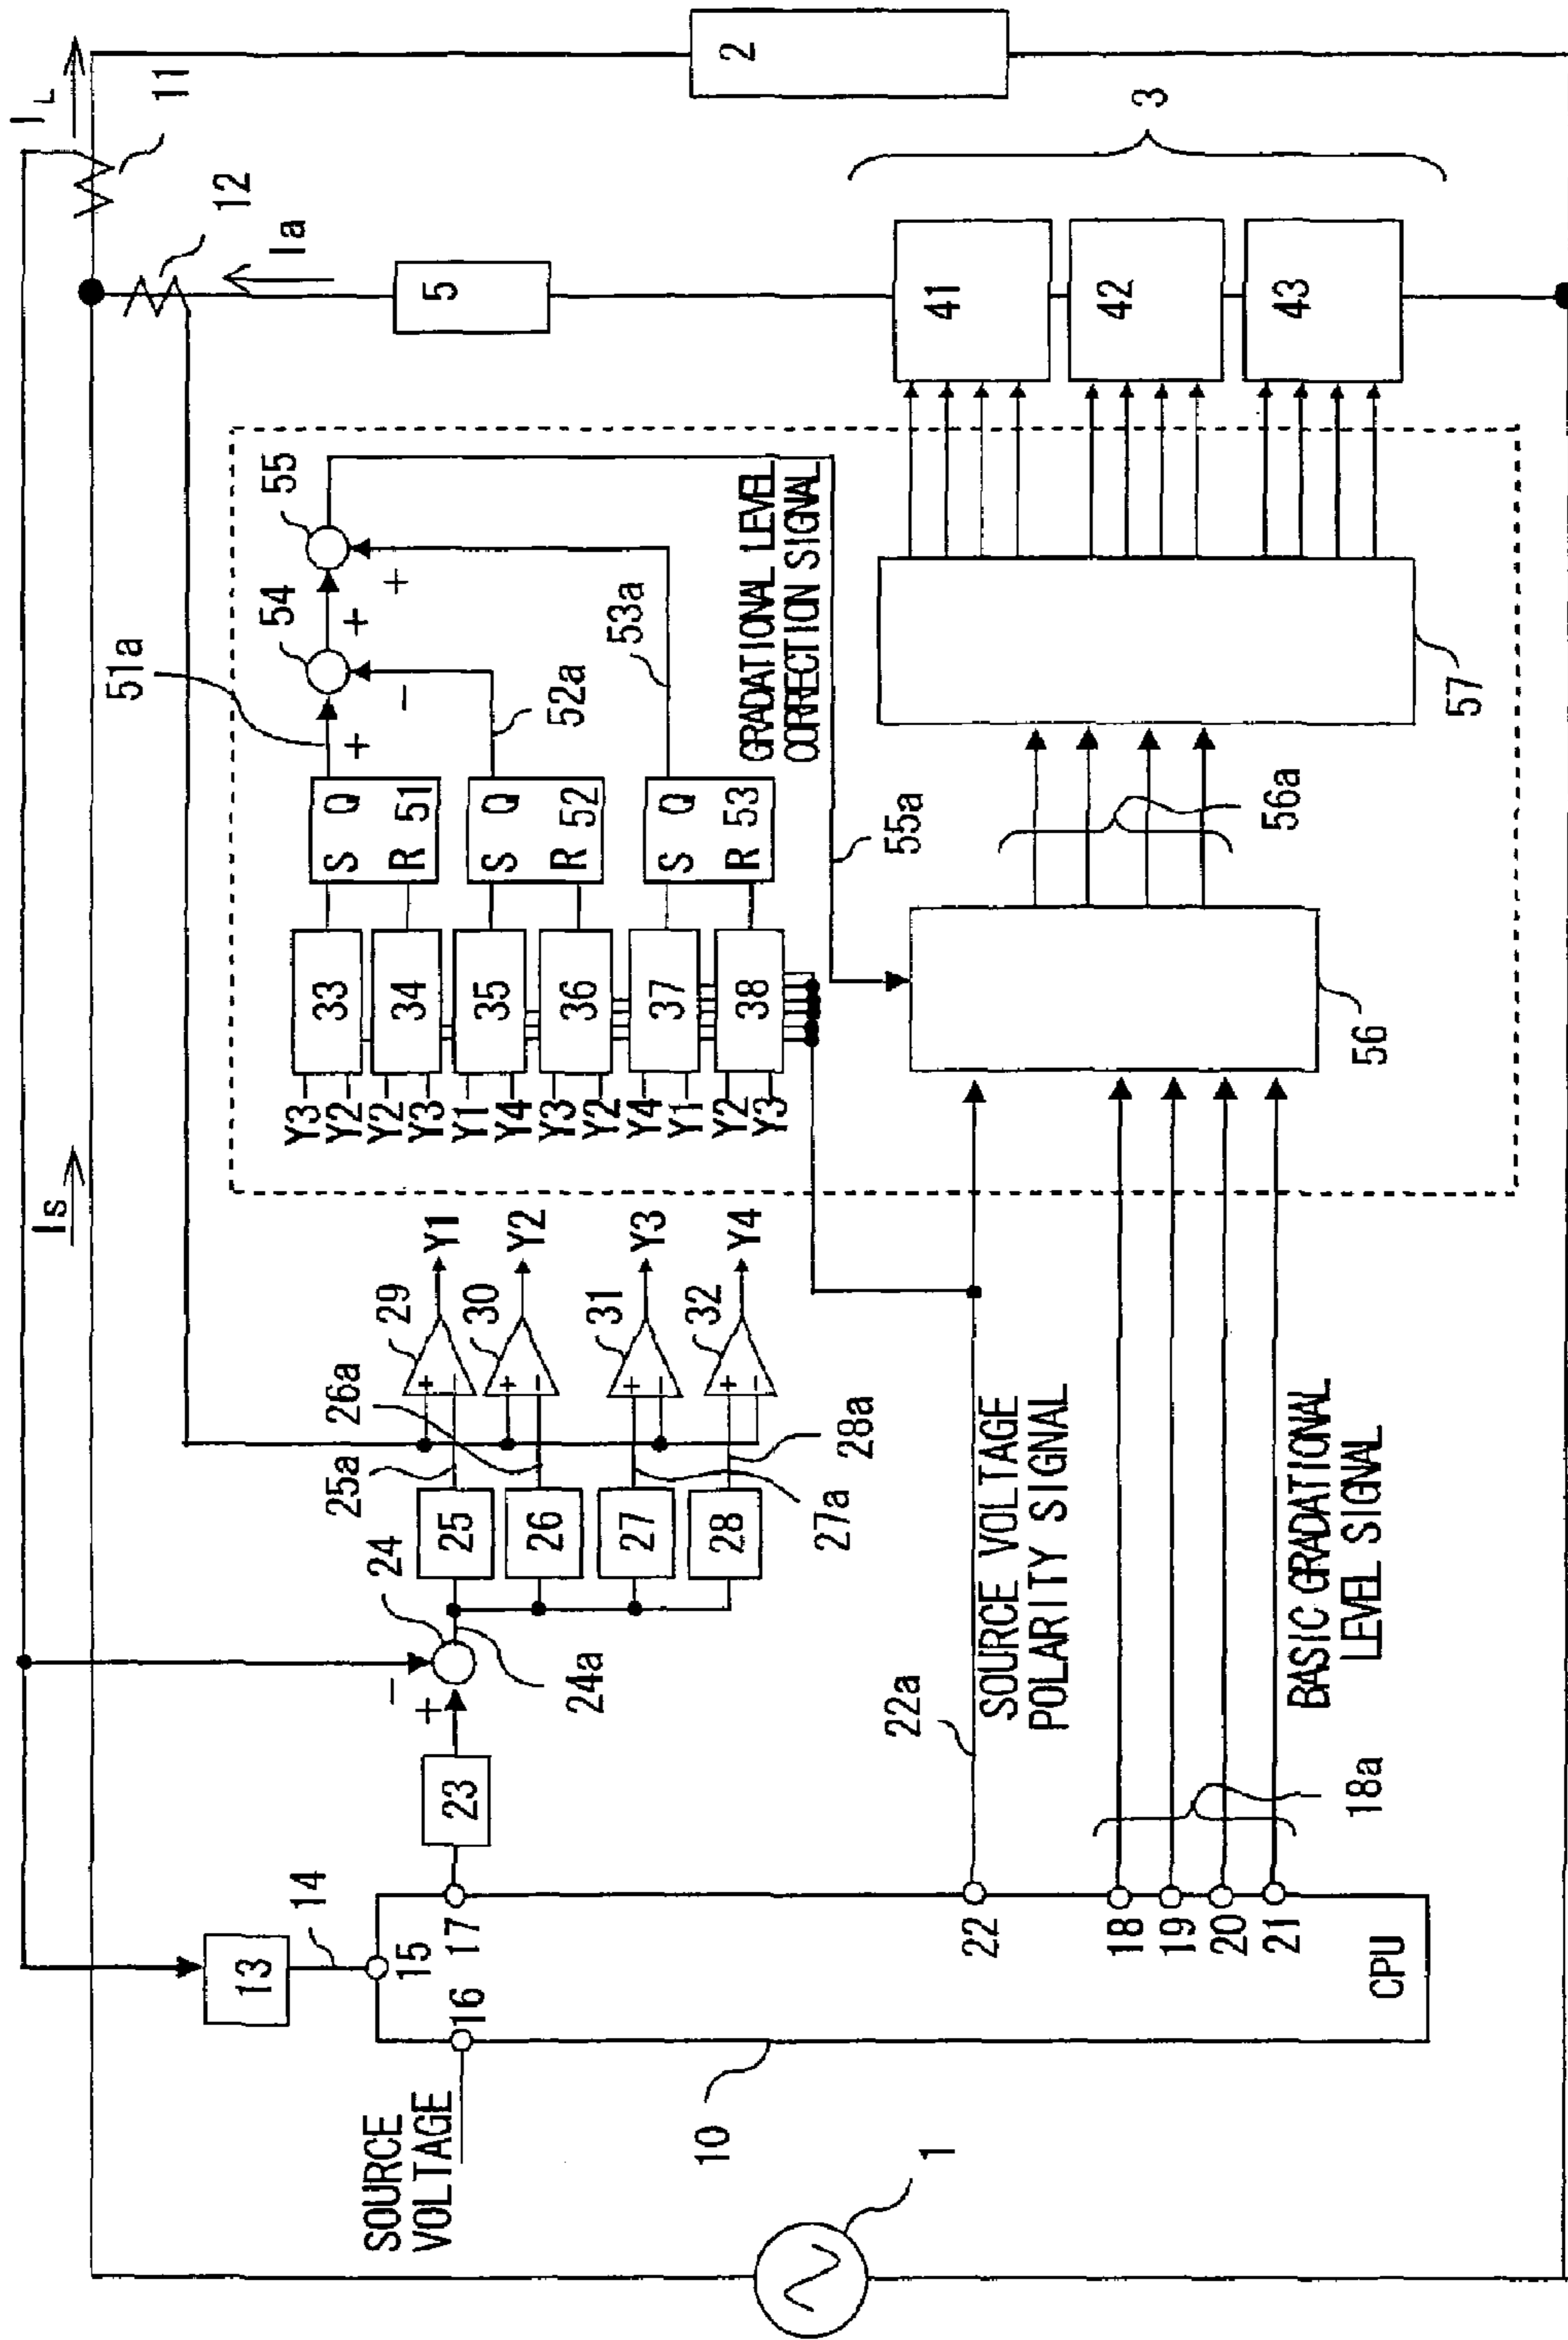 I L
11
12
Ia
Is
2
5
3
41
42
43
55
54
51a
+
-
+
+
52a
53a
GRADATIONAL LEVEL
CORRECTION SIGNAL
S Q
R 51
S Q
R 52
S Q
R 53
33
34
35
36
37
38
Y3
Y2
Y2
Y3
Y1
Y4
Y3
Y2
Y4
Y1
Y2
Y3
55a
56a
57
56
Y1
Y2
Y3
Y4
29
30
31
32
+
-
+
-
+
-
+
-
25a
26a
27a
28a
24
25
26
27
28
-
+
24a
23
22a
SOURCE VOLTAGE
POLARITY SIGNAL
BASIC GRADATIONAL
LEVEL SIGNAL
18a
13
14
15
16
17
22
18
19
20
21
CPU
SOURCE
VOLTAGE
10
1